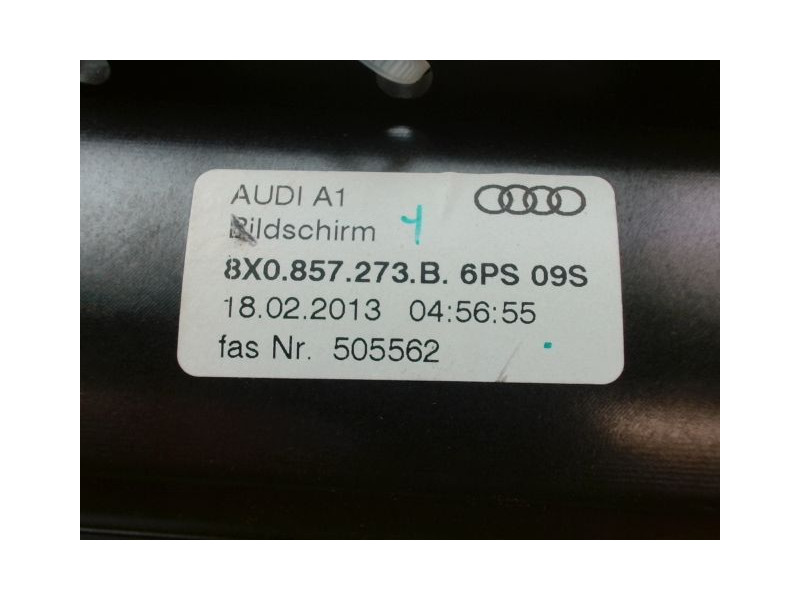 AUDI A1
Bildschirm
8X0.857.273.B. 6PS 09S
18.02.2013 04:56:55
fas Nr. 505562